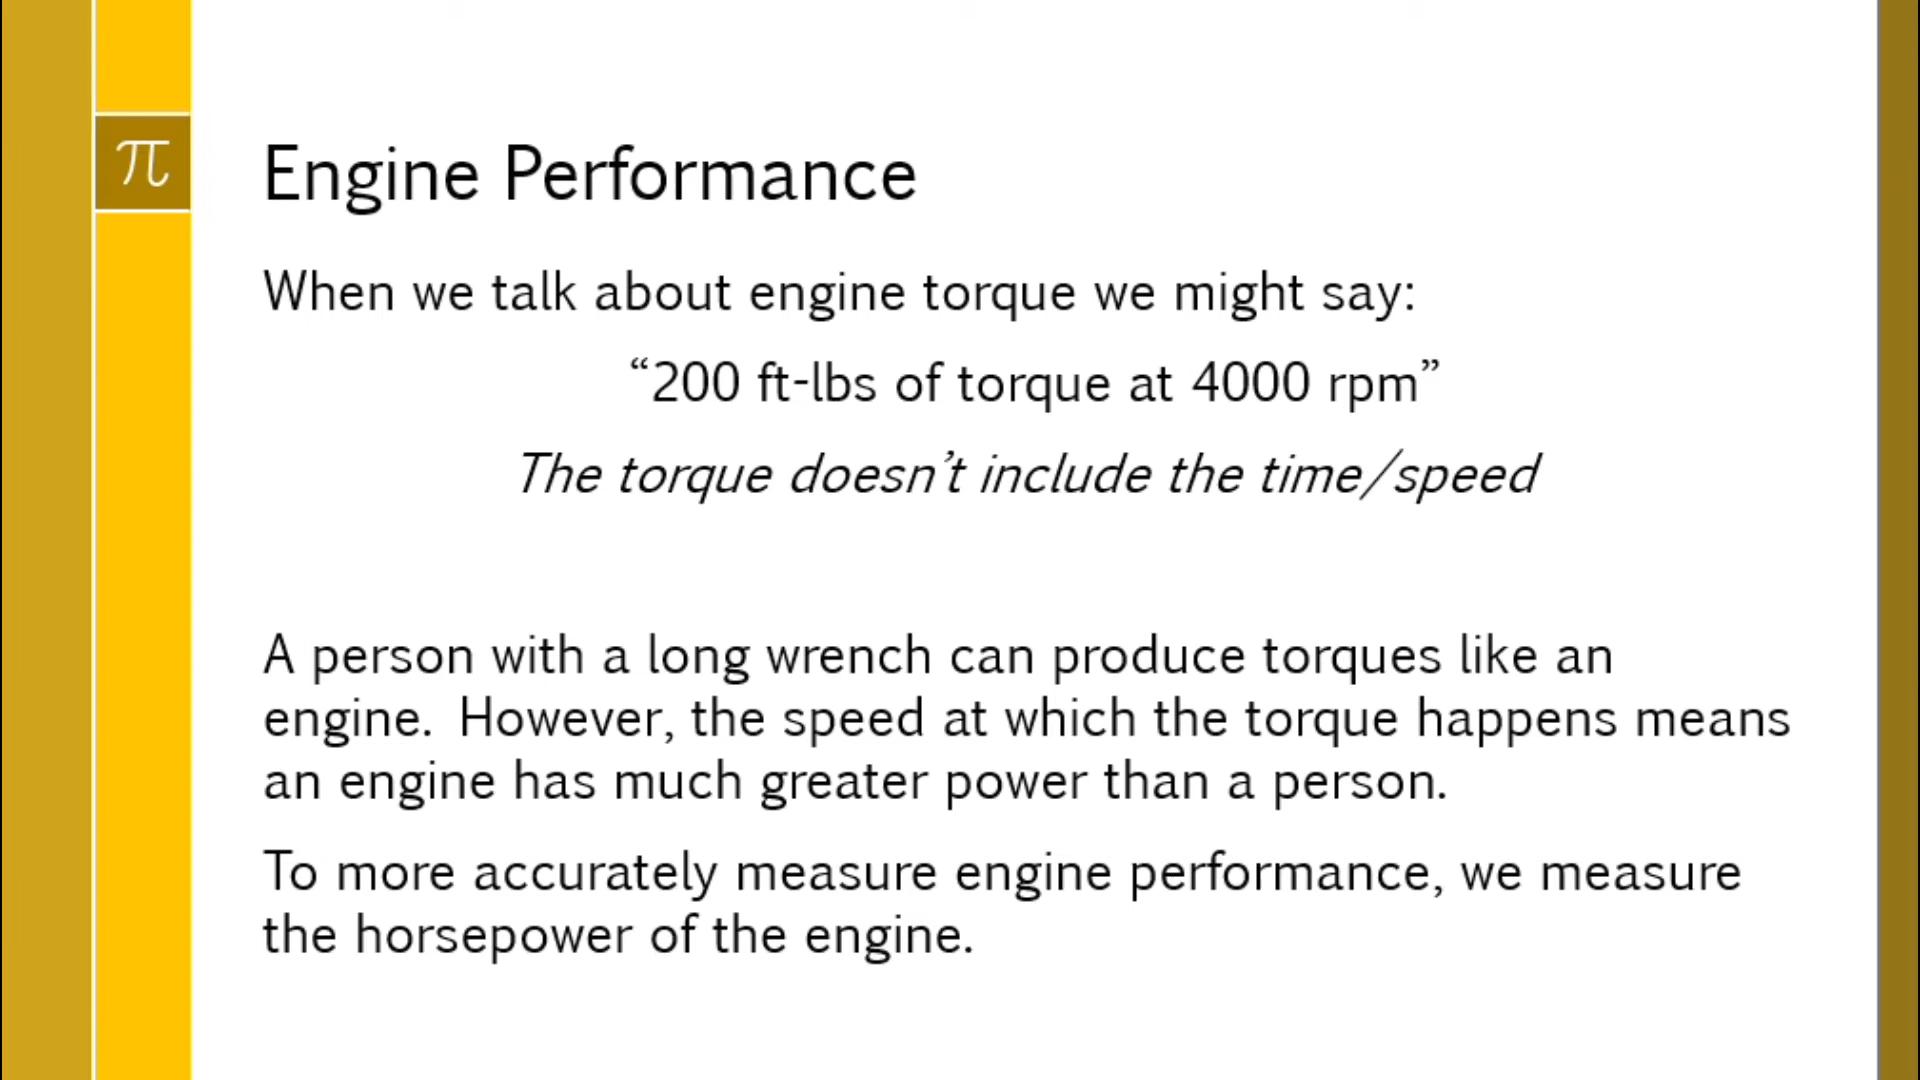 π
Engine Performance
When we talk about engine torque we might say:
“200 ft-lbs of torque at 4000 rpm”
The torque doesn’t include the time/speed
A person with a long wrench can produce torques like an
engine.  However, the speed at which the torque happens means
an engine has much greater power than a person.
To more accurately measure engine performance, we measure
the horsepower of the engine.